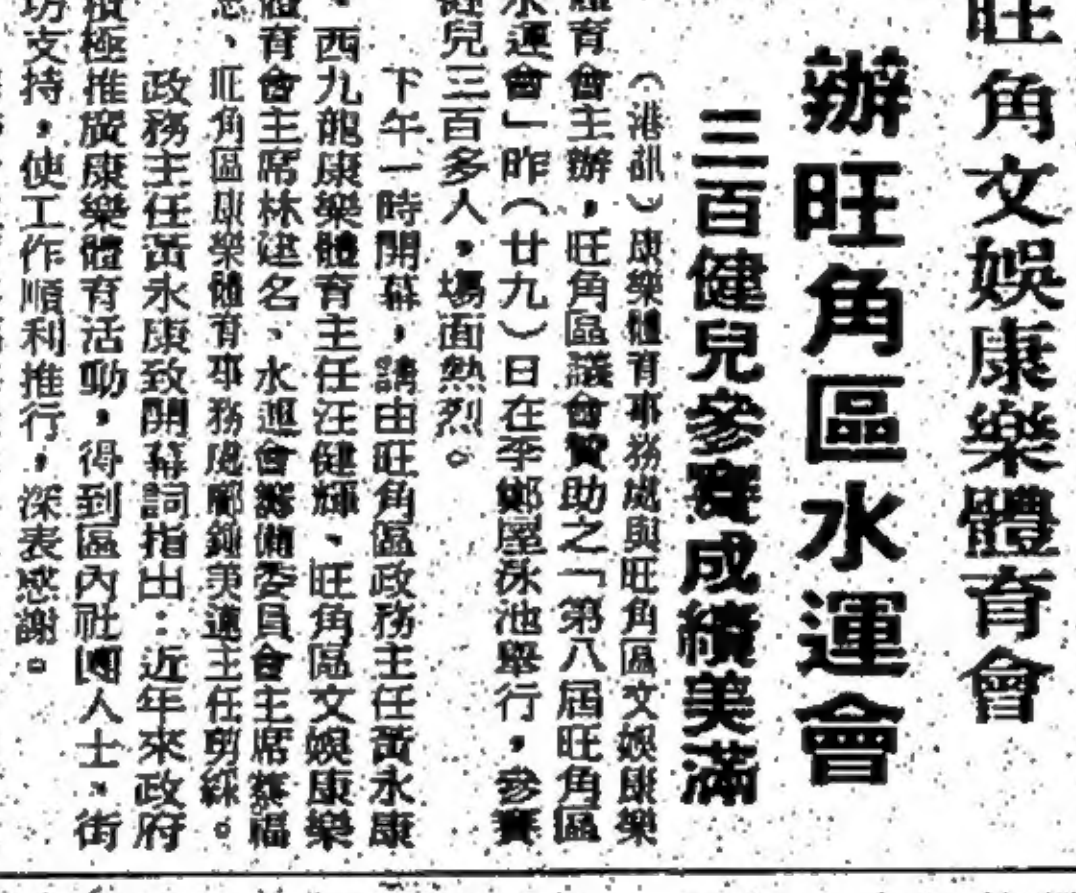 旺角文娛康樂體育會
辦旺角區水運會
三百健兒參賽成績美滿
（港訊）康樂體育事務處與旺角區文娛康樂
體育會主辦，旺角區議會贊助之「第八屆旺角區
水運會」昨（廿九）日在李鄭屋泳池舉行，參賽
健兒三百多人，場面熱烈。
下午一時開幕，請由旺角區政務主任黃永康
、西九龍康樂體育主任汪健輝、旺角區文娛康樂
體育會主席林建名、水運會籌備委員會主席蔡福
、旺角區康樂體育事務處鄺鋼美蓮主任剪綵。
政務主任黃永康致開幕詞指出：近年來政府
積極推廣康樂體育活動，得到區內社團人士、街
坊支持，使工作順利推行，深表感謝。